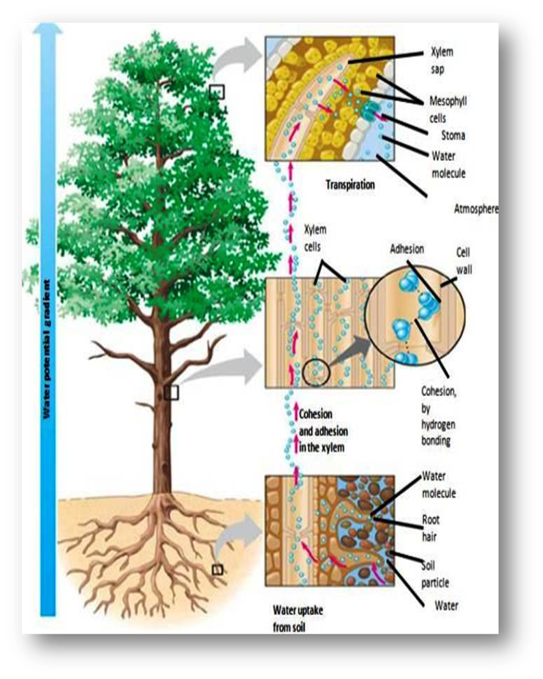 Xylem
sap
Mesophyll
cells
Stoma
Water
molecule
Transpiration
Atmosphere
Xylem
cells
Adhesion
Cell
wall
Water potential gradient
Cohesion,
by
hydrogen
bonding
Cohesion
and adhesion
in the xylem
Water
molecule
Root
hair
Soil
particle
Water
Water uptake
from soil